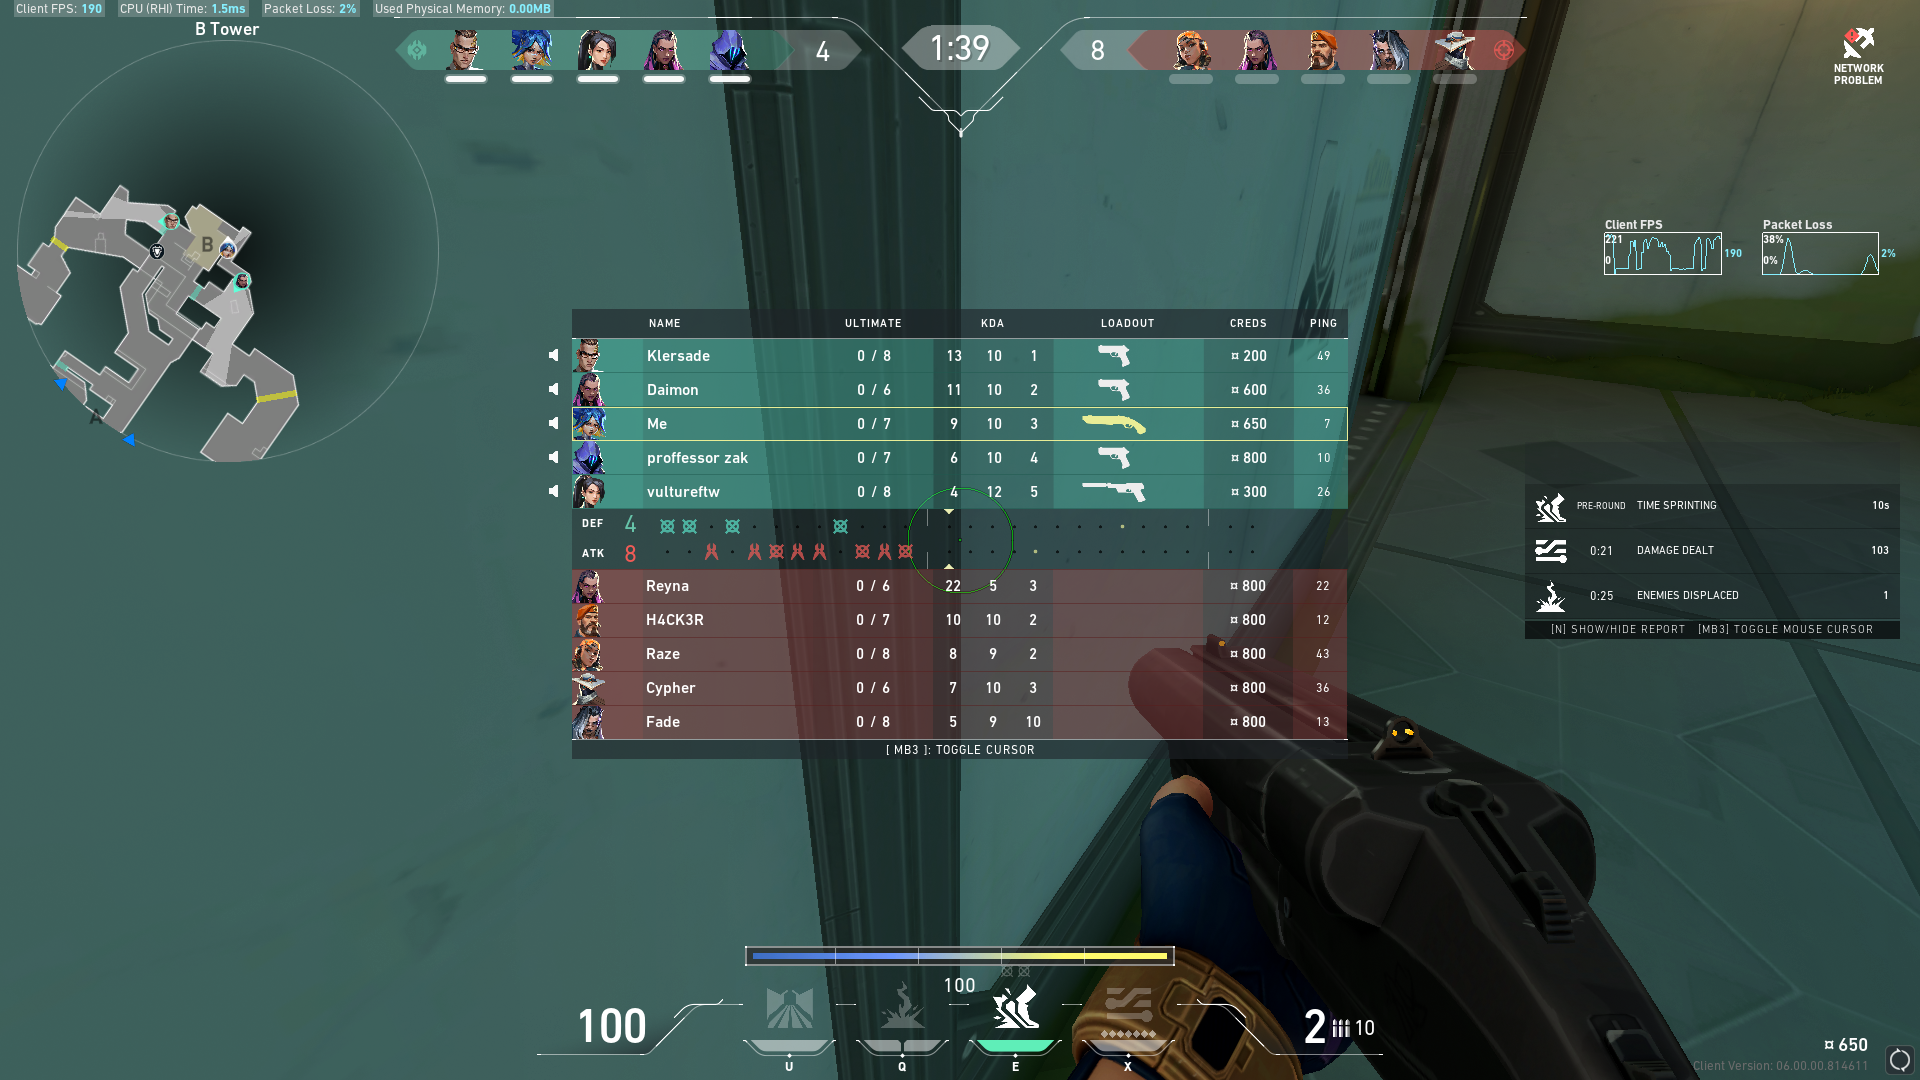 Client FPS: 190 CPU (RHI) Time: 1.5ms Packet Loss: 2% Used Physical Memory: 0.00MB
B Tower
4 1:39 8
NETWORK
PROBLEM
B
A
Client FPS
221
0
190
Packet Loss
38%
0%
2%
NAME ULTIMATE KDA LOADOUT CREDS PING
Klersade 0 / 8 13 10 1 ¤ 200 49
Daimon 0 / 6 11 10 2 ¤ 600 36
Me 0 / 7 9 10 3 ¤ 650 7
proffessor zak 0 / 7 6 10 4 ¤ 800 10
vultureftw 0 / 8 4 12 5 ¤ 300 26
DEF 4
ATK 8
Reyna 0 / 6 22 5 3 ¤ 800 22
H4CK3R 0 / 7 10 10 2 ¤ 800 12
Raze 0 / 8 8 9 2 ¤ 800 43
Cypher 0 / 6 7 10 3 ¤ 800 36
Fade 0 / 8 5 9 10 ¤ 800 13
[ MB3 ]: TOGGLE CURSOR
PRE-ROUND TIME SPRINTING 10s
0:21 DAMAGE DEALT 103
0:25 ENEMIES DISPLACED 1
[N] SHOW/HIDE REPORT [MB3] TOGGLE MOUSE CURSOR
100
100
U Q E X
2 10
¤ 650
Client Version: 06.00.00.814611